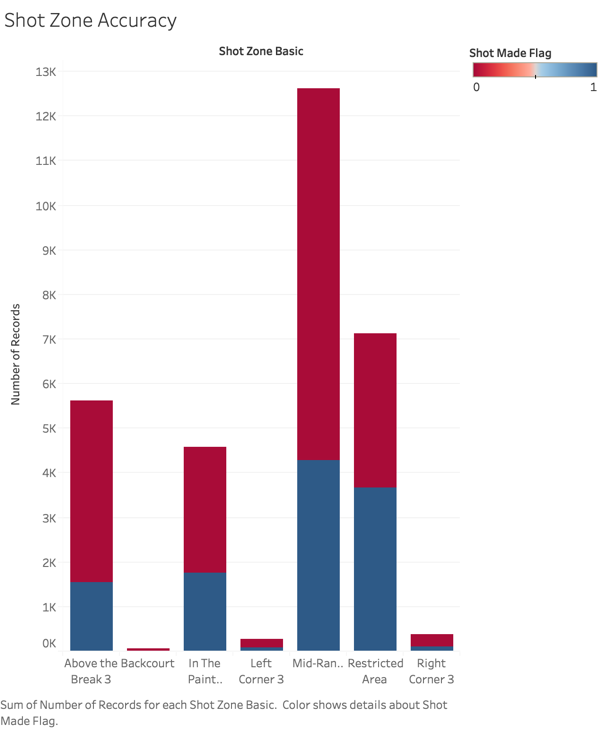 Shot Zone Accuracy
Shot Zone Basic
Shot Made Flag
0 1
13K
12K
11K
10K
9K
8K
7K
6K
5K
4K
3K
2K
1K
0K
Number of Records
Above the Break 3
Backcourt
In The Paint..
Left Corner 3
Mid-Ran..
Restricted Area
Right Corner 3
Sum of Number of Records for each Shot Zone Basic. Color shows details about Shot
Made Flag.